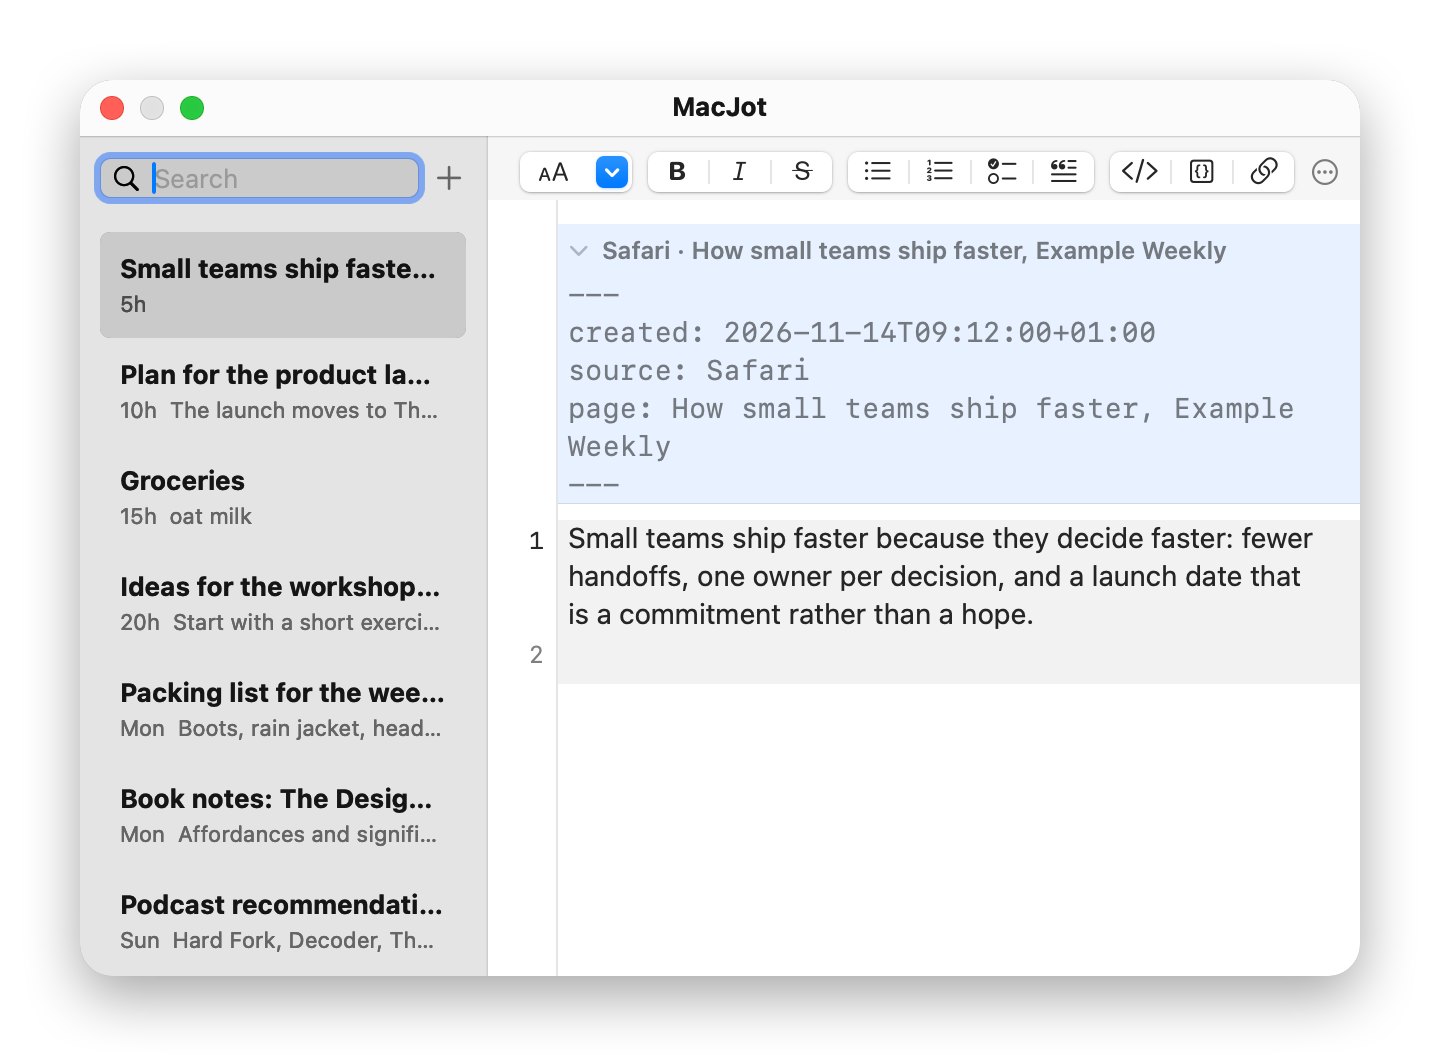 MacJot
Search
Small teams ship faste...
5h
Plan for the product la...
10h The launch moves to Th...
Groceries
15h oat milk
Ideas for the workshop...
20h Start with a short exerci...
Packing list for the wee...
Mon Boots, rain jacket, head...
Book notes: The Desig...
Mon Affordances and signifi...
Podcast recommendati...
Sun Hard Fork, Decoder, Th...
AA
B I S
</> {}
Safari · How small teams ship faster, Example Weekly
---
created: 2026-11-14T09:12:00+01:00
source: Safari
page: How small teams ship faster, Example
Weekly
---
1 Small teams ship faster because they decide faster: fewer
handoffs, one owner per decision, and a launch date that
is a commitment rather than a hope.
2